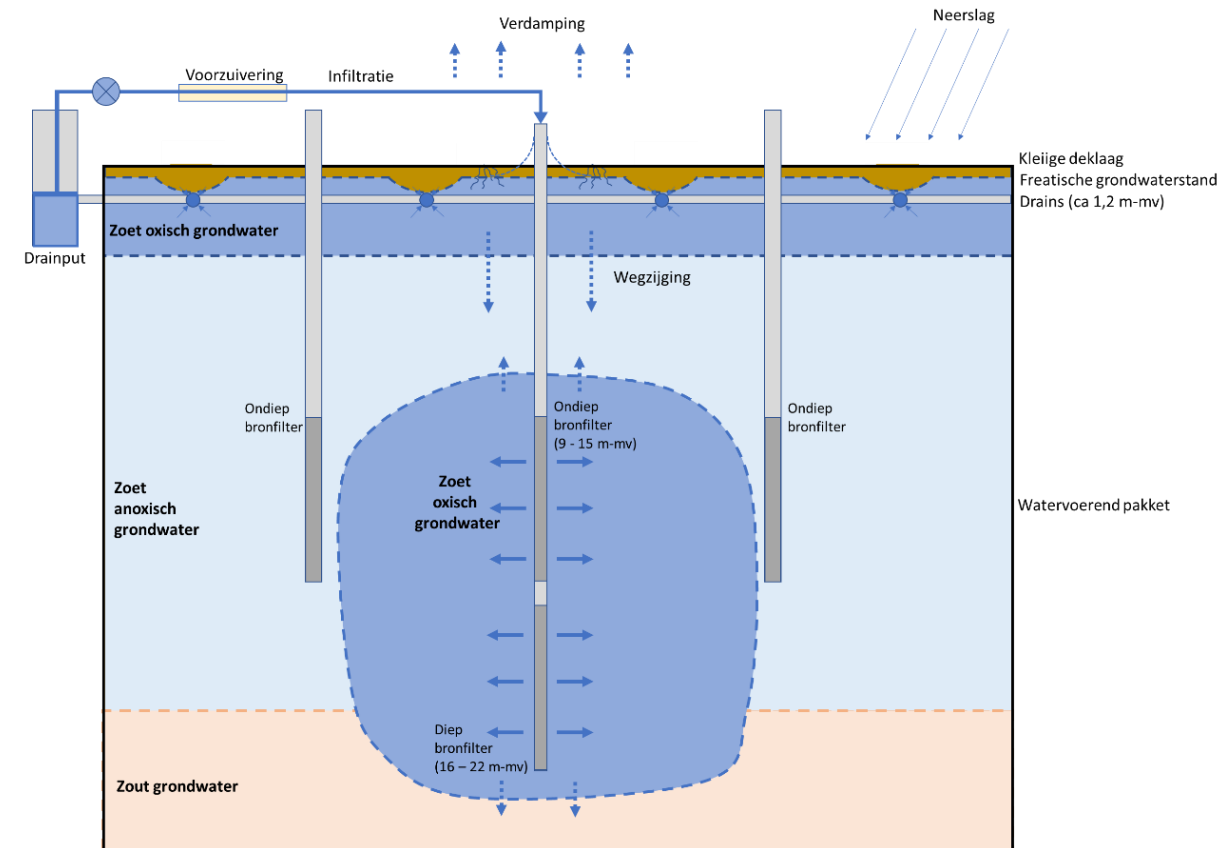 Verdamping
Neerslag
Voorzuivering
Infiltratie
Kleiige deklaag
Freatische grondwaterstand
Drains (ca 1,2 m-mv)
Zoet oxisch grondwater
Drainput
Wegzijging
Ondiep
bronfilter
Ondiep
bronfilter
(9 - 15 m-mv)
Ondiep
bronfilter
Zoet
anoxisch
grondwater
Zoet
oxisch
grondwater
Watervoerend pakket
Diep
bronfilter
(16 – 22 m-mv)
Zout grondwater